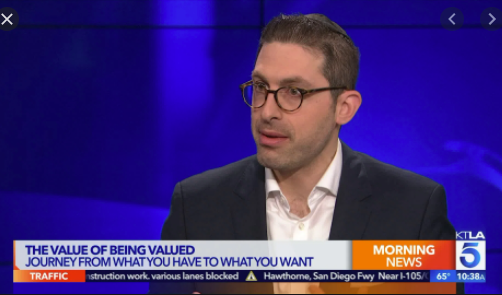 THE VALUE OF BEING VALUED
JOURNEY FROM WHAT YOU HAVE TO WHAT YOU WANT
MORNING
NEWS
KTLA
5
TRAFFIC
nstruction work. various lanes blocked
Hawthorne, San Diego Fwy Near I-105/
65°
10:38